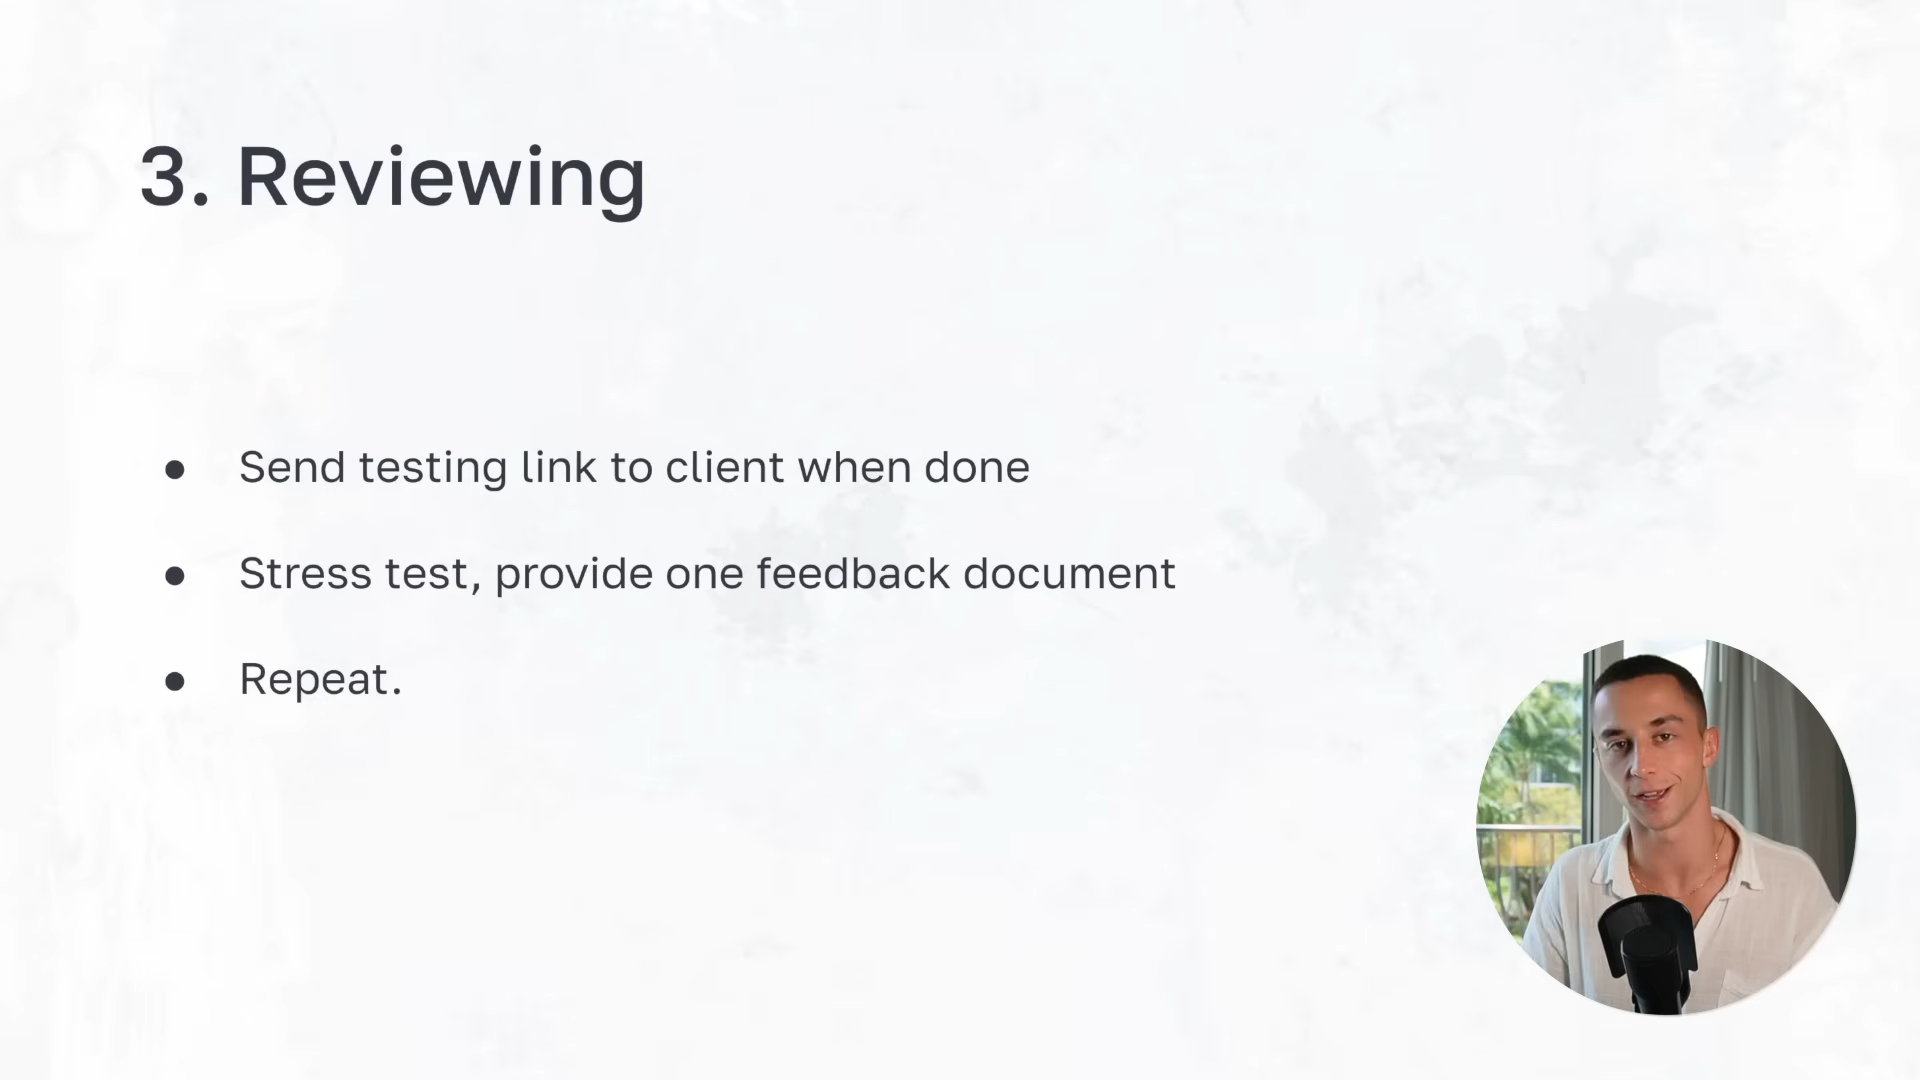 3. Reviewing
● Send testing link to client when done
● Stress test, provide one feedback document
● Repeat.